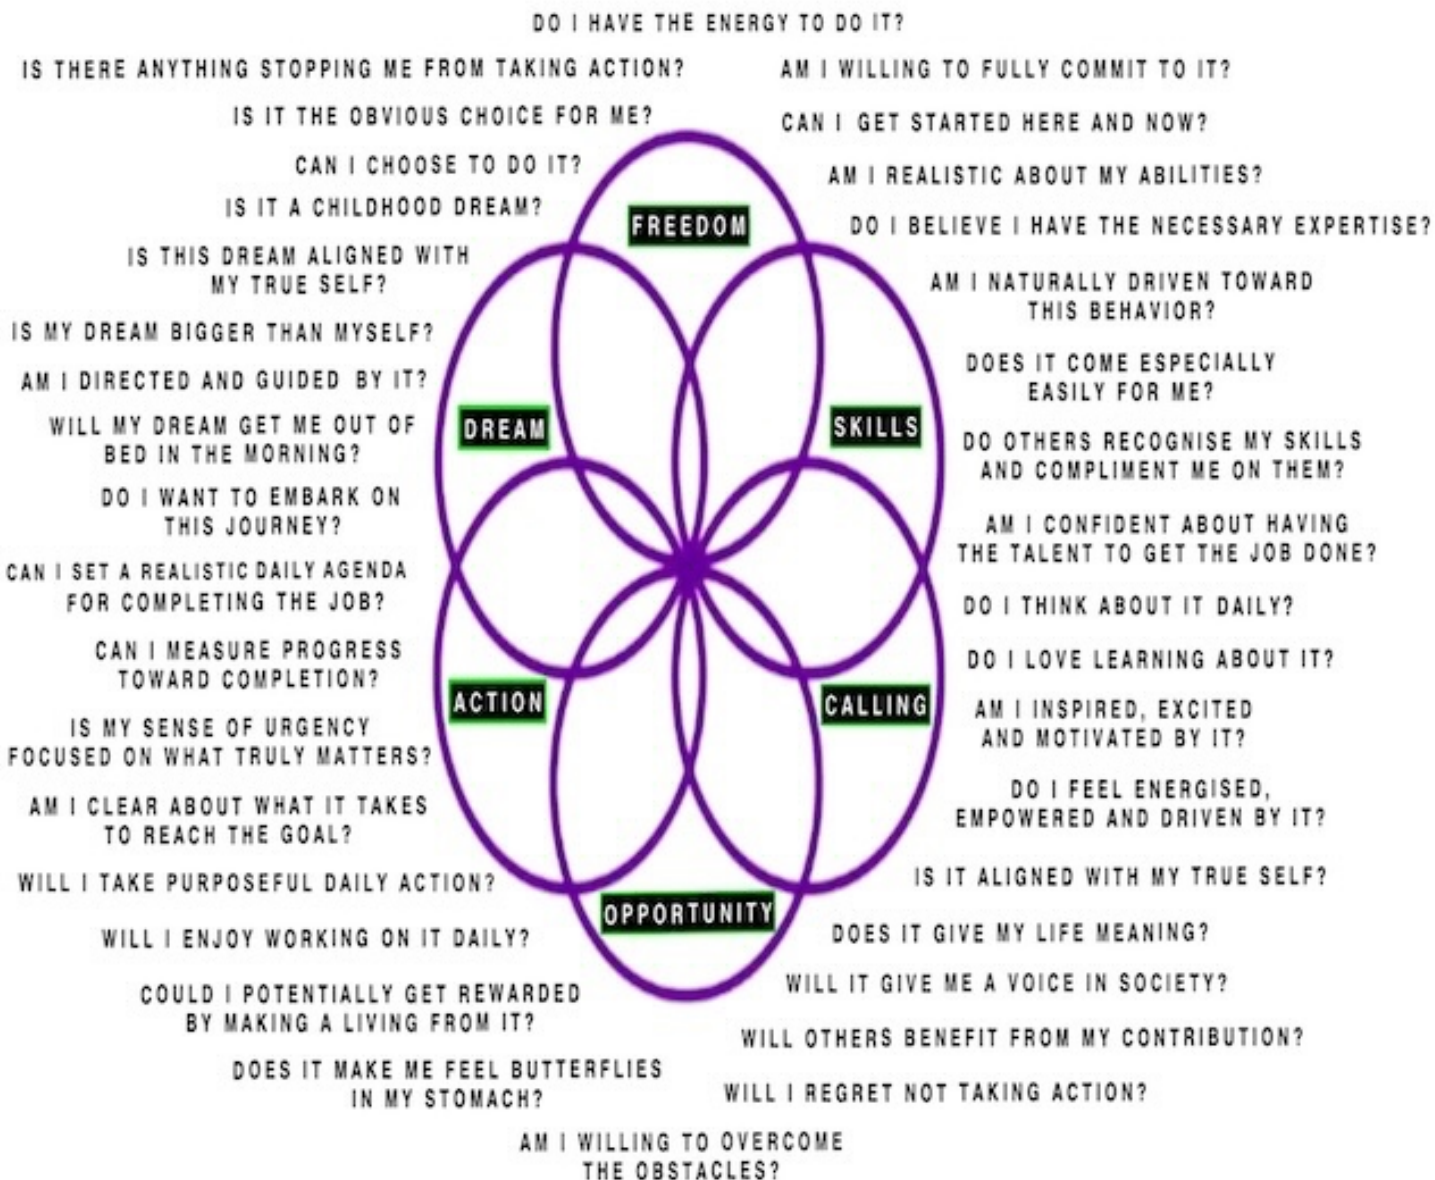 DO I HAVE THE ENERGY TO DO IT?
IS THERE ANYTHING STOPPING ME FROM TAKING ACTION?
AM I WILLING TO FULLY COMMIT TO IT?
IS IT THE OBVIOUS CHOICE FOR ME?
CAN I GET STARTED HERE AND NOW?
CAN I CHOOSE TO DO IT?
AM I REALISTIC ABOUT MY ABILITIES?
IS IT A CHILDHOOD DREAM?
FREEDOM
DO I BELIEVE I HAVE THE NECESSARY EXPERTISE?
IS THIS DREAM ALIGNED WITH
MY TRUE SELF?
AM I NATURALLY DRIVEN TOWARD
THIS BEHAVIOR?
IS MY DREAM BIGGER THAN MYSELF?
DOES IT COME ESPECIALLY
EASILY FOR ME?
AM I DIRECTED AND GUIDED BY IT?
WILL MY DREAM GET ME OUT OF
BED IN THE MORNING?
DREAM
SKILLS
DO OTHERS RECOGNISE MY SKILLS
AND COMPLIMENT ME ON THEM?
DO I WANT TO EMBARK ON
THIS JOURNEY?
AM I CONFIDENT ABOUT HAVING
THE TALENT TO GET THE JOB DONE?
CAN I SET A REALISTIC DAILY AGENDA
FOR COMPLETING THE JOB?
DO I THINK ABOUT IT DAILY?
CAN I MEASURE PROGRESS
TOWARD COMPLETION?
DO I LOVE LEARNING ABOUT IT?
ACTION
CALLING
AM I INSPIRED, EXCITED
AND MOTIVATED BY IT?
IS MY SENSE OF URGENCY
FOCUSED ON WHAT TRULY MATTERS?
DO I FEEL ENERGISED,
EMPOWERED AND DRIVEN BY IT?
AM I CLEAR ABOUT WHAT IT TAKES
TO REACH THE GOAL?
IS IT ALIGNED WITH MY TRUE SELF?
WILL I TAKE PURPOSEFUL DAILY ACTION?
OPPORTUNITY
DOES IT GIVE MY LIFE MEANING?
WILL I ENJOY WORKING ON IT DAILY?
WILL IT GIVE ME A VOICE IN SOCIETY?
COULD I POTENTIALLY GET REWARDED
BY MAKING A LIVING FROM IT?
WILL OTHERS BENEFIT FROM MY CONTRIBUTION?
DOES IT MAKE ME FEEL BUTTERFLIES
IN MY STOMACH?
WILL I REGRET NOT TAKING ACTION?
AM I WILLING TO OVERCOME
THE OBSTACLES?